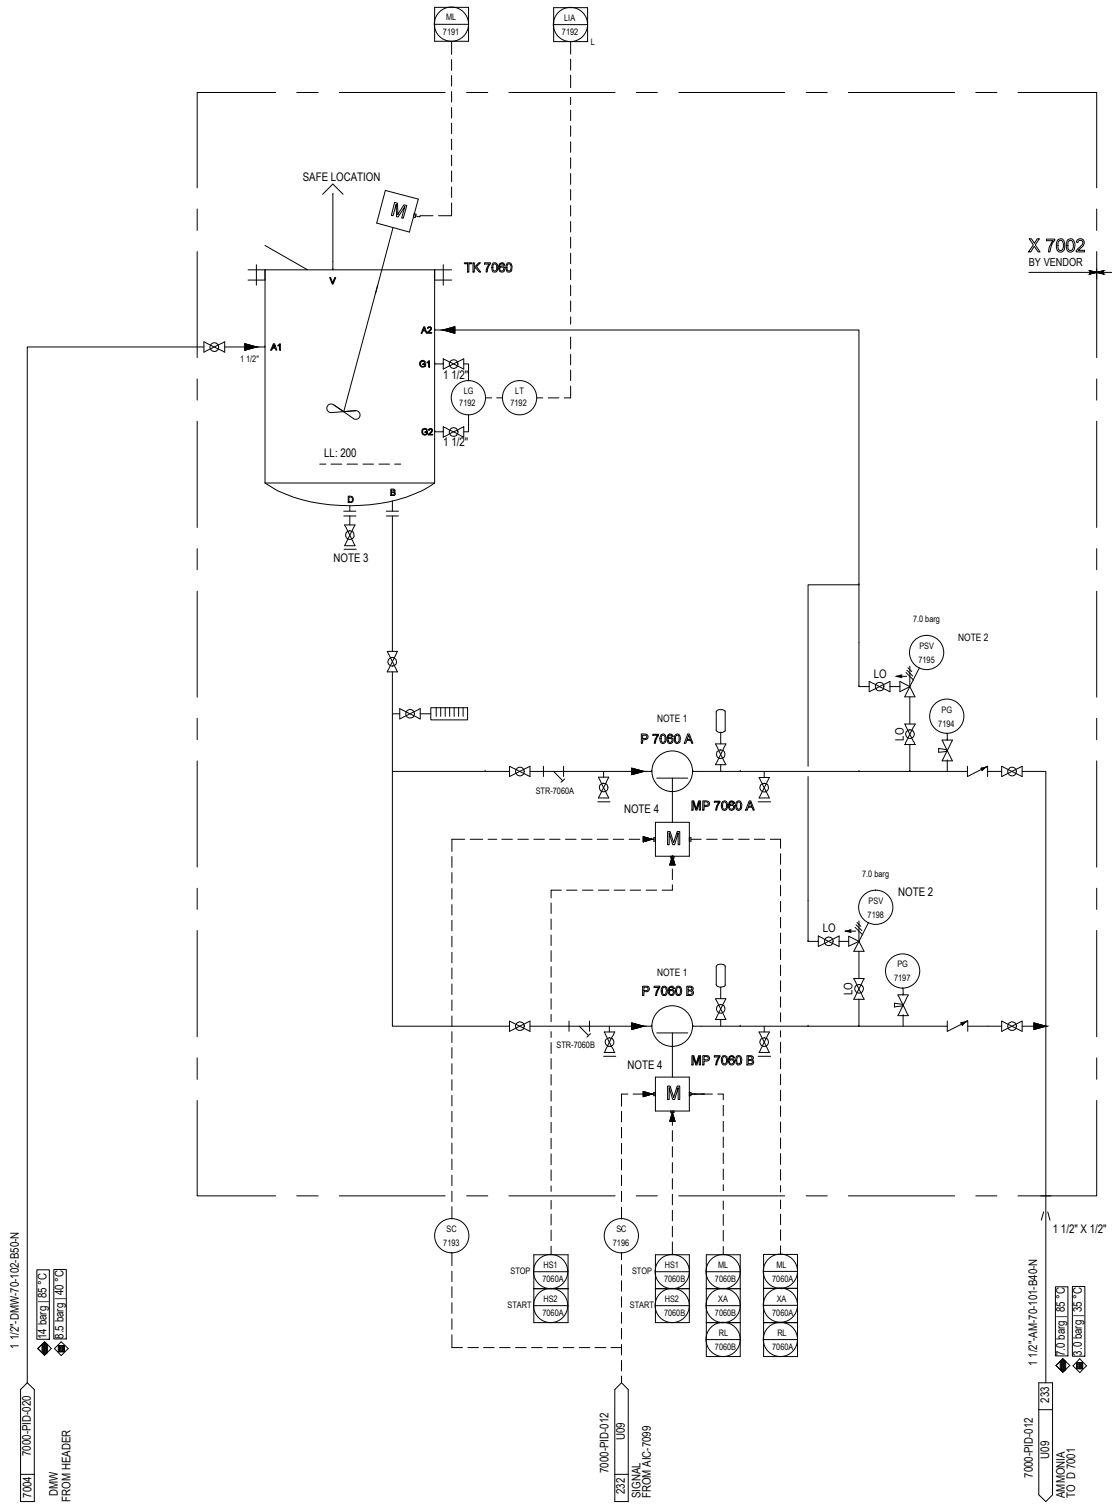 ML
7191
LIA
7192
L
SAFE LOCATION
M
X 7002
BY VENDOR
TK 7060
V
A1
1 1/2"
A2
G1
1 1/2"
LG
7192
LT
7192
G2
1 1/2"
LL: 200
D
B
NOTE 3
7.0 barg
PSV
7195
NOTE 2
LO
LO
PG
7194
NOTE 1
P 7060 A
STR-7060A
MP 7060 A
NOTE 4
M
7.0 barg
PSV
7198
NOTE 2
LO
LO
PG
7197
NOTE 1
P 7060 B
STR-7060B
MP 7060 B
NOTE 4
M
SC
7193
SC
7196
STOP
HS1
7060A
START
HS2
7060A
STOP
HS1
7060B
START
HS2
7060B
ML
7060B
XA
7060B
RL
7060B
ML
7060A
XA
7060A
RL
7060A
1 1/2" X 1/2"
1 1/2"-DMW-70-102-B50-N
14 barg 85 °C
8.5 barg 40 °C
7004 7000-PID-020
DMW
FROM HEADER
7000-PID-012
232 U09
SIGNAL
FROM AIC-7099
1 1/2"-AM-70-101-B40-N
7.0 barg 85 °C
3.0 barg 35 °C
7000-PID-012
U09 233
AMMONIA
TO D 7001